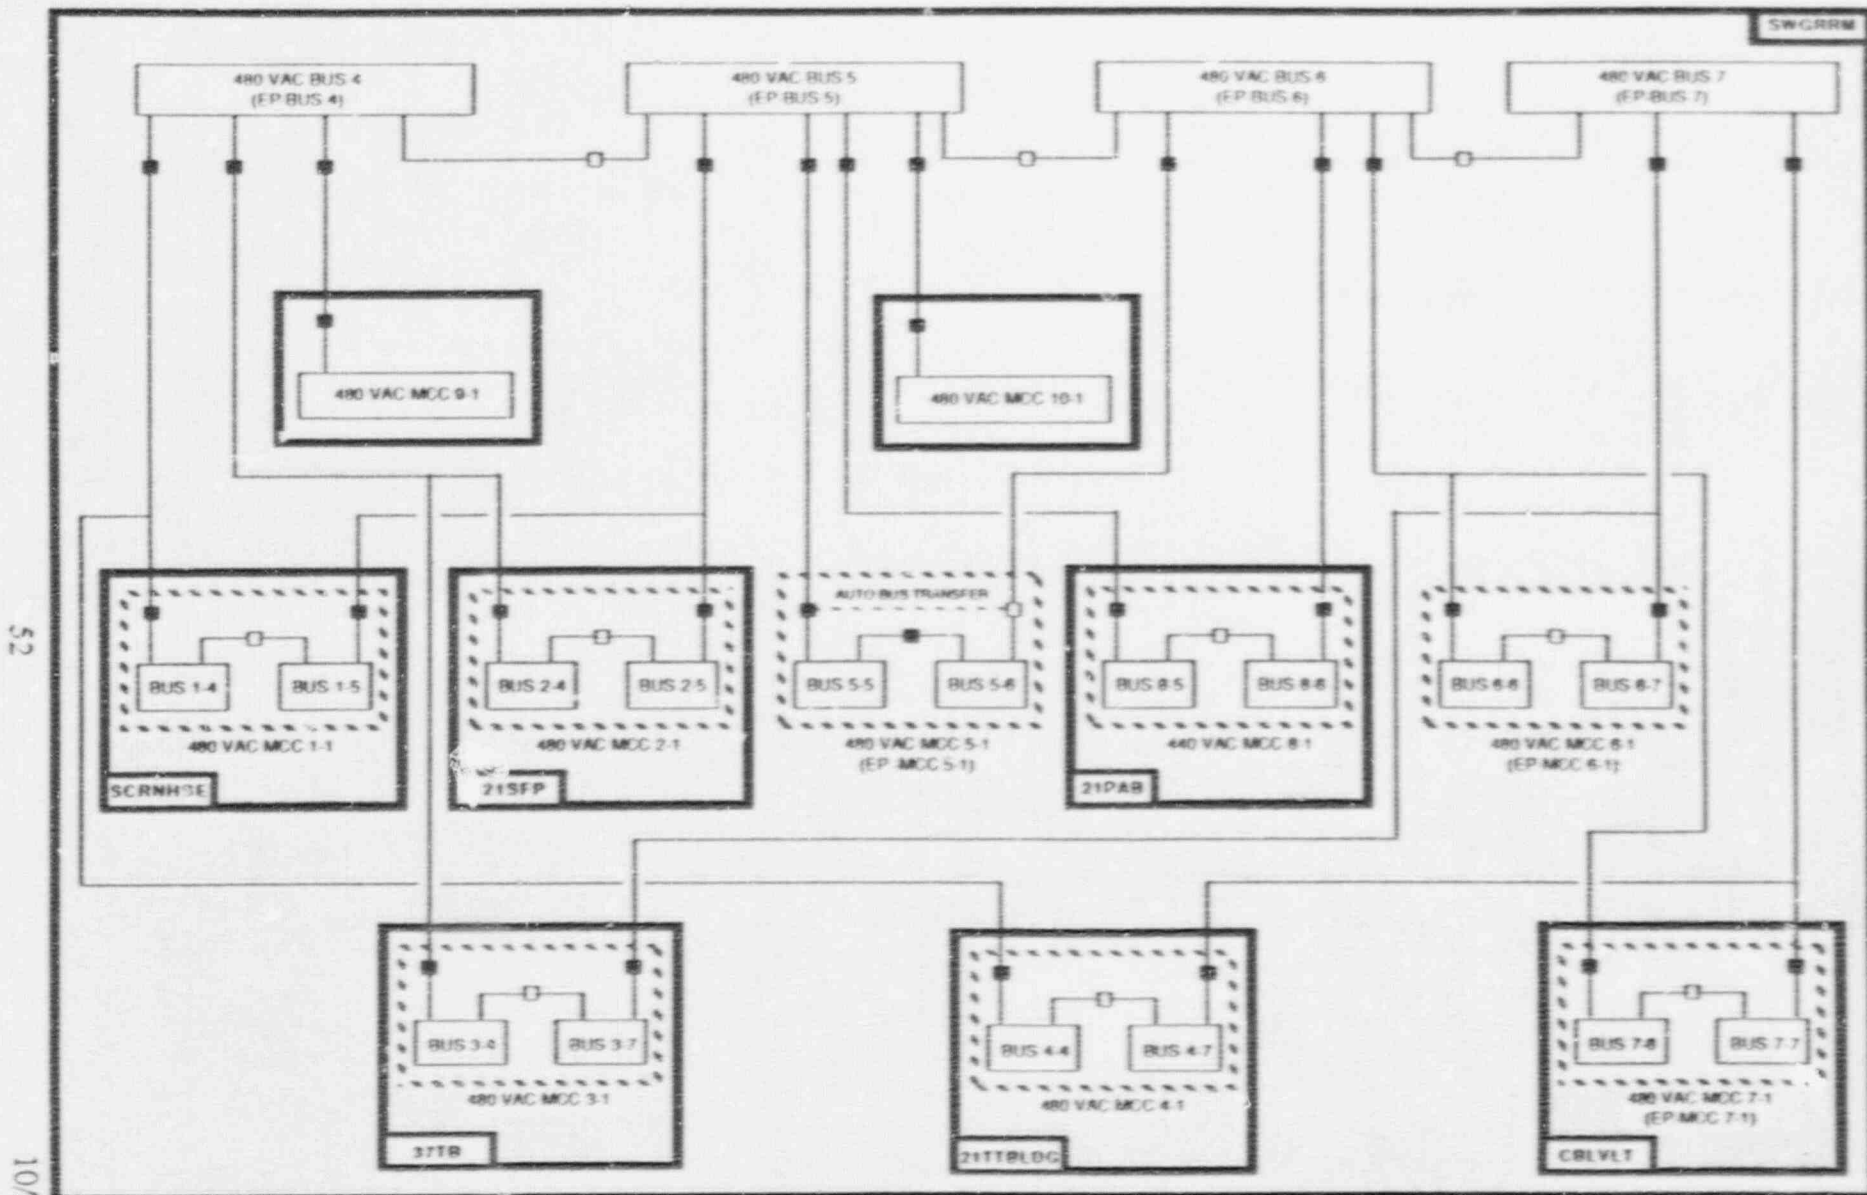 SWGRRM
480 VAC BUS 4
(EP-BUS 4)
480 VAC BUS 5
(EP-BUS-5)
480 VAC BUS 6
(EP-BUS-6)
480 VAC BUS 7
(EP-BUS-7)
480 VAC MCC 9-1
480 VAC MCC 10-1
AUTO BUS TRANSFER
BUS 1-4
BUS 1-5
BUS 2-4
BUS 2-5
BUS 5-5
BUS 5-6
BUS 8-5
BUS 8-6
BUS 6-6
BUS 6-7
480 VAC MCC 1-1
480 VAC MCC 2-1
480 VAC MCC 5-1
(EP-MCC 5-1)
440 VAC MCC 8-1
480 VAC MCC 6-1
(EP-MCC 6-1)
SCRNHSE
21SFP
21PAB
52
BUS 3-4
BUS 3-7
BUS 4-4
BUS 4-7
BUS 7-6
BUS 7-7
480 VAC MCC 3-1
480 VAC MCC 4-1
480 VAC MCC 7-1
(EP-MCC 7-1)
37TB
21TTBLDG
CBLVLT